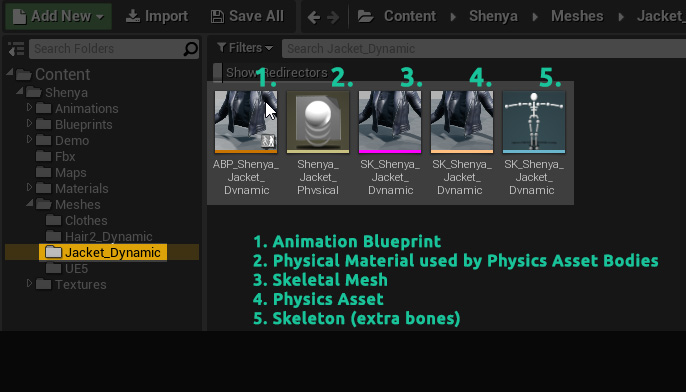 Add New
Import
Save All
Content
Shenya
Meshes
Jacket_
Search Folders
Filters
Search Jacket_Dynamic
Show Redirectors
1.
2.
3.
4.
5.
Content
Shenya
Animations
Blueprints
Demo
Fbx
Maps
Materials
Meshes
Clothes
Hair2_Dynamic
Jacket_Dynamic
UE5
Textures
ABP_Shenya_
Jacket_
Dynamic
Shenya_
Jacket_
Physical
SK_Shenya_
Jacket_
Dynamic
SK_Shenya_
Jacket_
Dynamic
SK_Shenya_
Jacket_
Dynamic
1. Animation Blueprint
2. Physical Material used by Physics Asset Bodies
3. Skeletal Mesh
4. Physics Asset
5. Skeleton (extra bones)